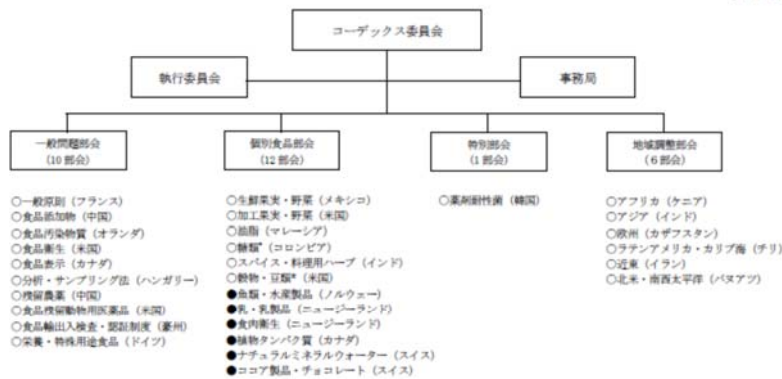 コーデックス委員会
執行委員会
事務局
一般問題部会
(10部会)
個別食品部会
(12部会)
特別部会
(1部会)
地域調整部会
(6部会)
○一般原則（フランス）
○食品添加物（中国）
○食品汚染物質（オランダ）
○食品衛生（米国）
○食品表示（カナダ）
○分析・サンプリング法（ハンガリー）
○残留農薬（中国）
○食品残留動物用医薬品（米国）
○食品輸出入検査・認証制度（豪州）
○栄養・特殊用途食品（ドイツ）
○生鮮果実・野菜（メキシコ）
○加工果実・野菜（米国）
○油脂（マレーシア）
○糖類*（コロンビア）
○スパイス・料理用ハーブ（インド）
○穀物・豆類*（米国）
●魚類・水産製品（ノルウェー）
●乳・乳製品（ニュージーランド）
●食肉衛生（ニュージーランド）
●植物タンパク質（カナダ）
●ナチュラルミネラルウォーター（スイス）
●ココア製品・チョコレート（スイス）
○薬剤耐性菌（韓国）
○アフリカ（ケニア）
○アジア（インド）
○欧州（カザフスタン）
○ラテンアメリカ・カリブ海（チリ）
○近東（イラン）
○北米・南西太平洋（バヌアツ）